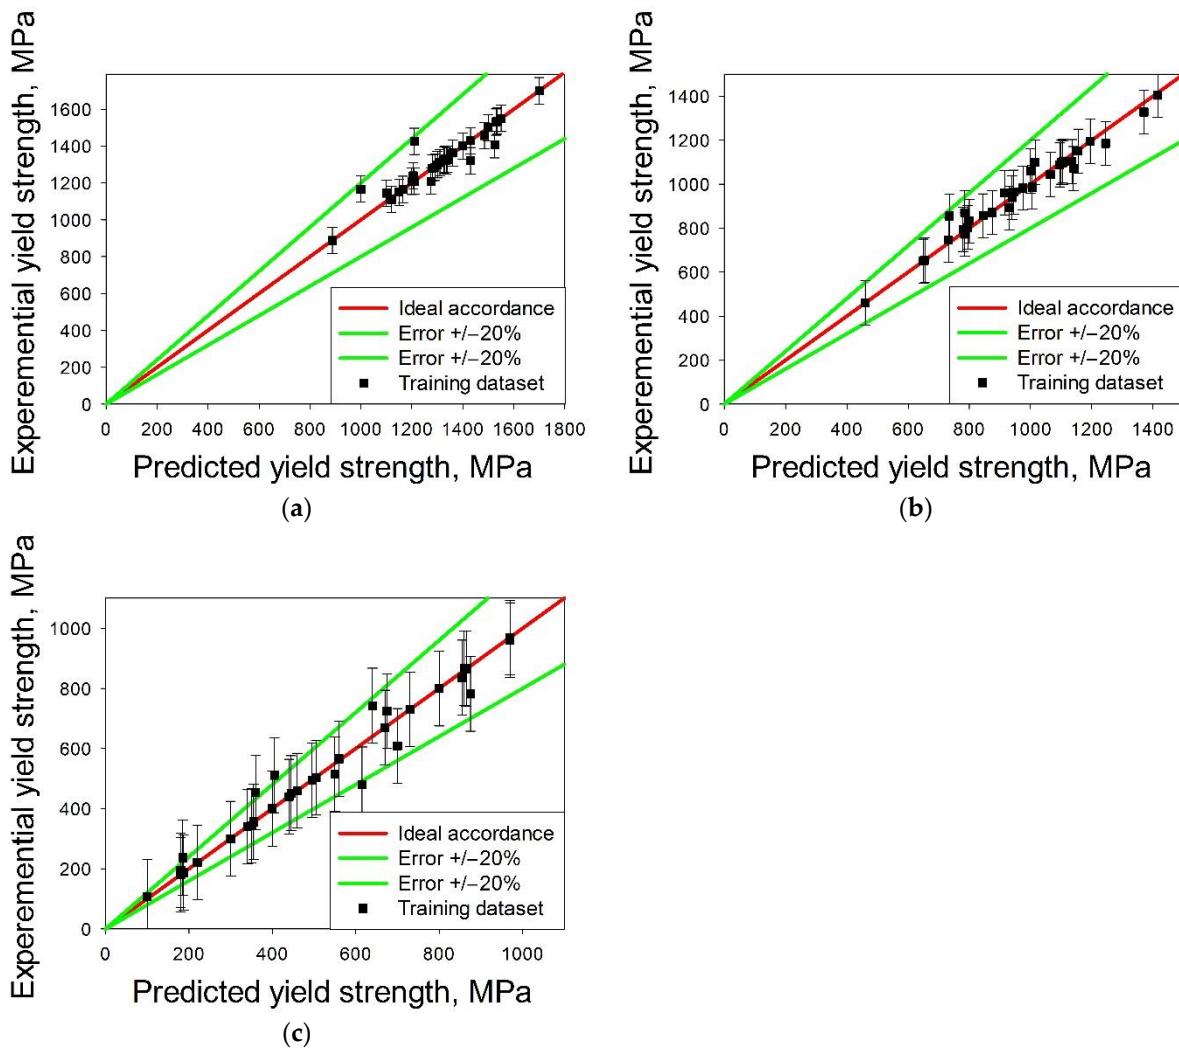 Experemential yield strength, MPa
1600
1400
1200
1000
800
600
400
200
0
Ideal accordance
Error +/−20%
Error +/−20%
Training dataset
0 200 400 600 800 1000 1200 1400 1600 1800
Predicted yield strength, MPa
(a)
Experemential yield strength, MPa
1400
1200
1000
800
600
400
200
0
Ideal accordance
Error +/−20%
Error +/−20%
Training dataset
0 200 400 600 800 1000 1200 1400
Predicted yield strength, MPa
(b)
Experemential yield strength, MPa
1000
800
600
400
200
0
Ideal accordance
Error +/−20%
Error +/−20%
Training dataset
0 200 400 600 800 1000
Predicted yield strength, MPa
(c)